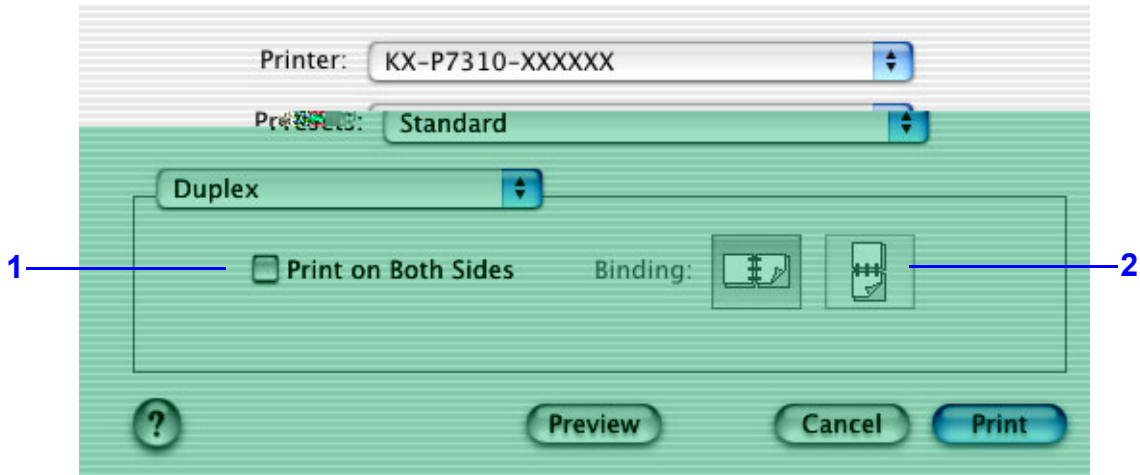 Printer: KX-P7310-XXXXXX
Standard
Duplex
1 Print on Both Sides Binding: 2
? Preview Cancel Print